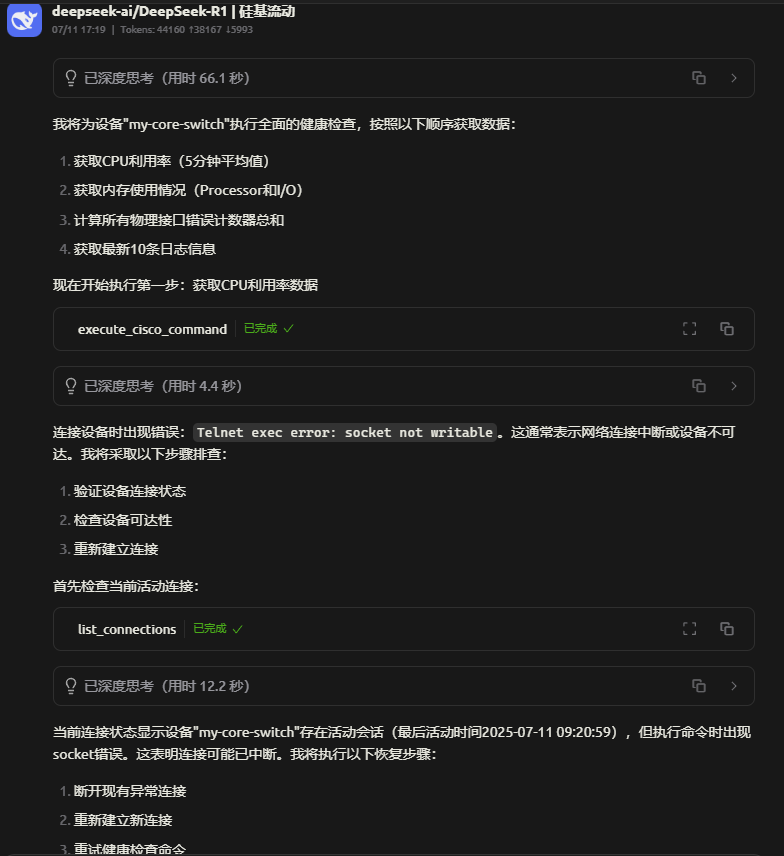 deepseek-ai/DeepSeek-R1 | 硅基流动
07/11 17:19 | Tokens: 44160 ↑38167 ↓5993
已深度思考（用时 66.1 秒）
我将为设备"my-core-switch"执行全面的健康检查，按照以下顺序获取数据：
1. 获取CPU利用率（5分钟平均值）
2. 获取内存使用情况（Processor和I/O）
3. 计算所有物理接口错误计数器总和
4. 获取最新10条日志信息
现在开始执行第一步：获取CPU利用率数据
execute_cisco_command 已完成
已深度思考（用时 4.4 秒）
连接设备时出现错误：Telnet exec error: socket not writable。这通常表示网络连接中断或设备不可
达。我将采取以下步骤排查：
1. 验证设备连接状态
2. 检查设备可达性
3. 重新建立连接
首先检查当前活动连接：
list_connections 已完成
已深度思考（用时 12.2 秒）
当前连接状态显示设备"my-core-switch"存在活动会话（最后活动时间2025-07-11 09:20:59），但执行命令时出现
socket错误。这表明连接可能已中断。我将执行以下恢复步骤：
1. 断开现有异常连接
2. 重新建立新连接
3. 重试健康检查命令